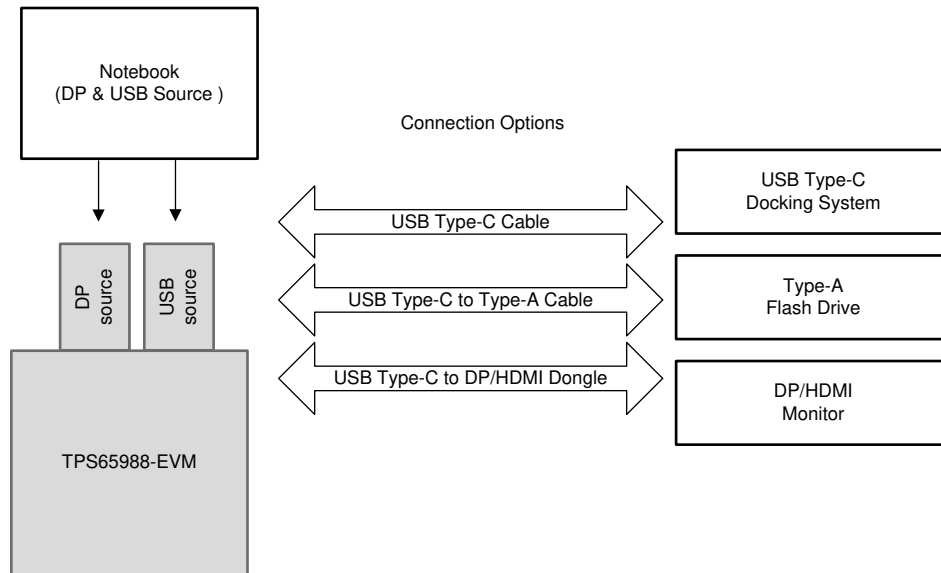 Notebook
(DP & USB Source )
Connection Options
USB Type-C
Docking System
USB Type-C Cable
DP
source
USB
source
Type-A
Flash Drive
USB Type-C to Type-A Cable
USB Type-C to DP/HDMI Dongle
DP/HDMI
Monitor
TPS65988-EVM